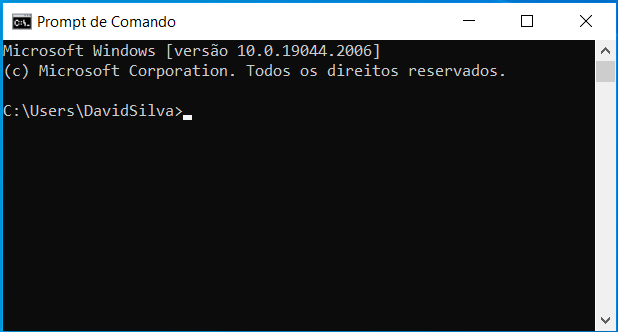 Prompt de Comando
Microsoft Windows [versão 10.0.19044.2006]
(c) Microsoft Corporation. Todos os direitos reservados.
C:\Users\DavidSilva>